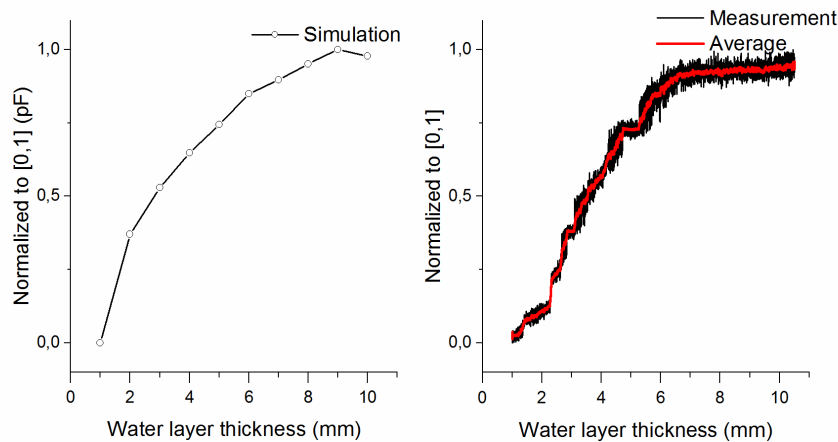 Simulation
Normalized to [0,1] (pF)
1,0
0,5
0,0
0 2 4 6 8 10
Water layer thickness (mm)
Measurement
Average
Normalized to [0,1]
1,0
0,5
0,0
0 2 4 6 8 10
Water layer thickness (mm)